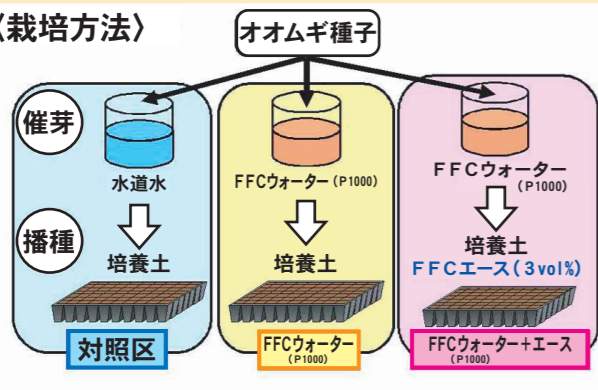 〈栽培方法〉
オオムギ種子
催芽
水道水
FFCウォーター(P1000)
FFCウォーター
(P1000)
播種
培養土
培養土
培養土
FFCエース(3vol%)
対照区
FFCウォーター
(P1000)
FFCウォーター+エース
(P1000)